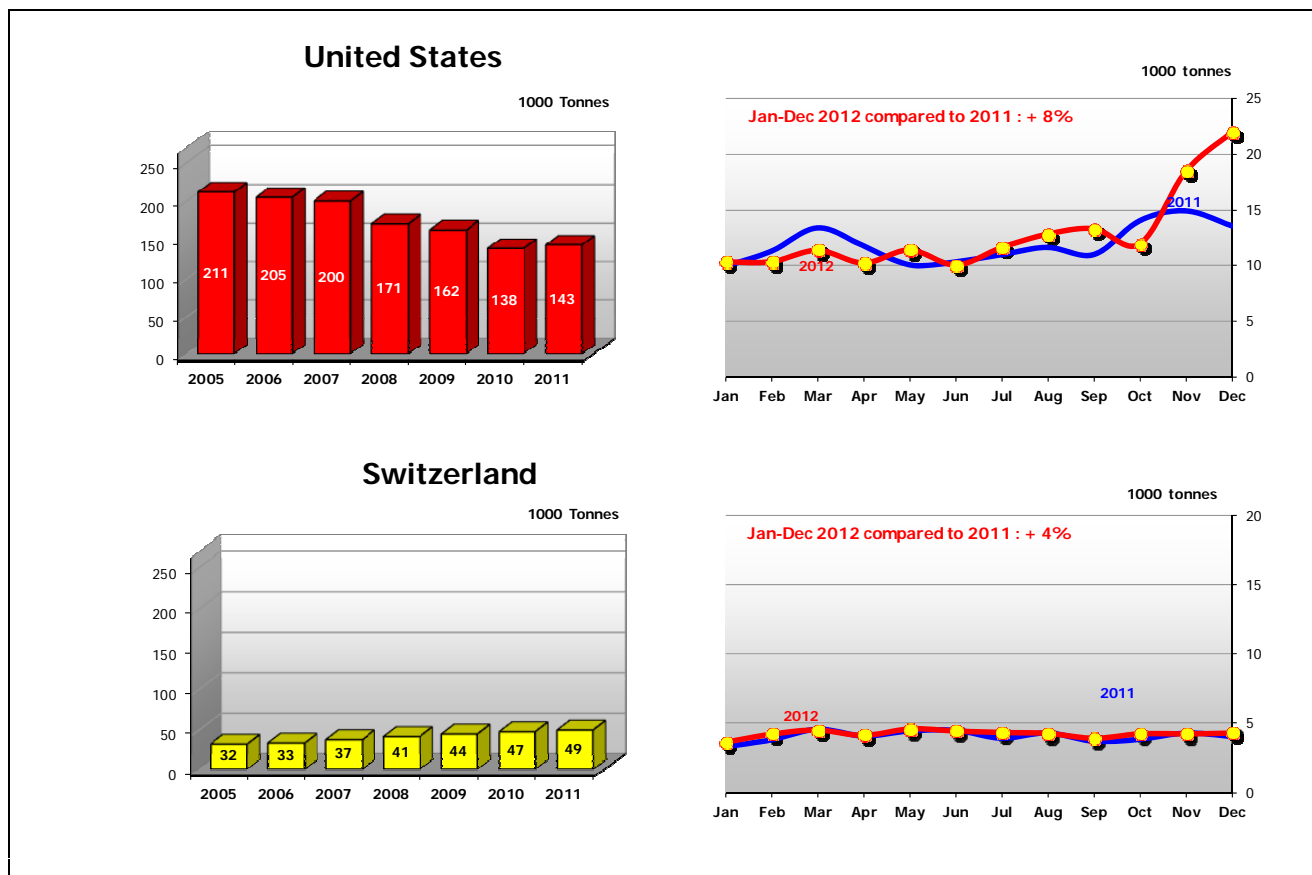 United States
1000 Tonnes
250
200
150
100
50
0
211
205
200
171
162
138
143
2005 2006 2007 2008 2009 2010 2011
1000 tonnes
Jan-Dec 2012 compared to 2011 : + 8%
25
20
15
10
5
0
2011
2012
Jan Feb Mar Apr May Jun Jul Aug Sep Oct Nov Dec
Switzerland
1000 Tonnes
250
200
150
100
50
0
32 33 37 41 44 47 49
2005 2006 2007 2008 2009 2010 2011
1000 tonnes
Jan-Dec 2012 compared to 2011 : + 4%
20
15
10
5
0
2011
2012
Jan Feb Mar Apr May Jun Jul Aug Sep Oct Nov Dec